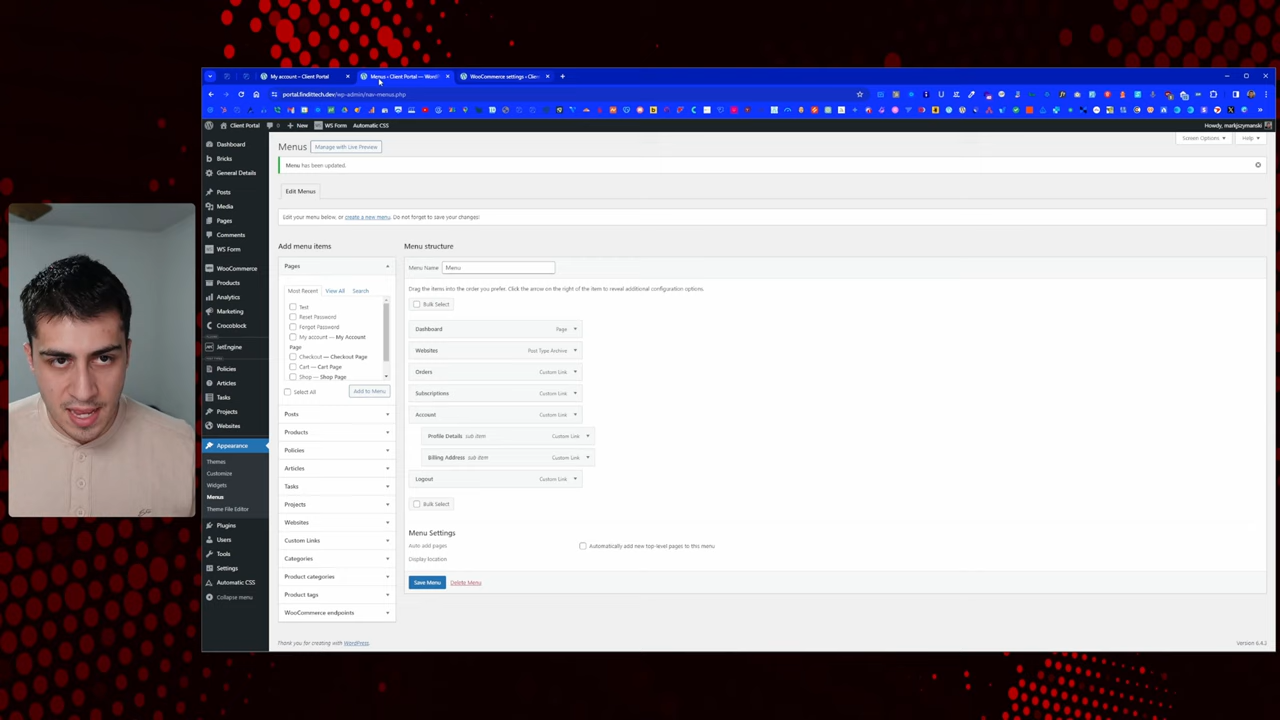 My account – Client Portal
Menus ‹ Client Portal — WordP
WooCommerce settings ‹ Clie
portal.findittech.dev/wp-admin/nav-menus.php
Client Portal 0 New WS Form Automatic CSS Howdy, markjszymanski
Screen Options Help
Dashboard
Bricks
General Details
Posts
Media
Pages
Comments
WS Form
WooCommerce
Products
Analytics
Marketing
Crocoblock
JetEngine
Policies
Articles
Tasks
Projects
Websites
Appearance
Themes
Customize
Widgets
Menus
Theme File Editor
Plugins
Users
Tools
Settings
Automatic CSS
Collapse menu
Menus Manage with Live Preview
Menu has been updated.
Edit Menus
Edit your menu below, or create a new menu. Do not forget to save your changes!
Add menu items
Pages
Most Recent View All Search
Test
Reset Password
Forgot Password
My account — My Account
Page
Checkout — Checkout Page
Cart — Cart Page
Shop — Shop Page
Select All Add to Menu
Posts
Products
Policies
Articles
Tasks
Projects
Websites
Custom Links
Categories
Product categories
Product tags
WooCommerce endpoints
Menu structure
Menu Name Menu
Drag the items into the order you prefer. Click the arrow on the right of the item to reveal additional configuration options.
Bulk Select
Dashboard Page
Websites Post Type Archive
Orders Custom Link
Subscriptions Custom Link
Account Custom Link
Profile Details sub item Custom Link
Billing Address sub item Custom Link
Logout Custom Link
Bulk Select
Menu Settings
Auto add pages Automatically add new top-level pages to this menu
Display location
Save Menu Delete Menu
Thank you for creating with WordPress.
Version 6.4.2